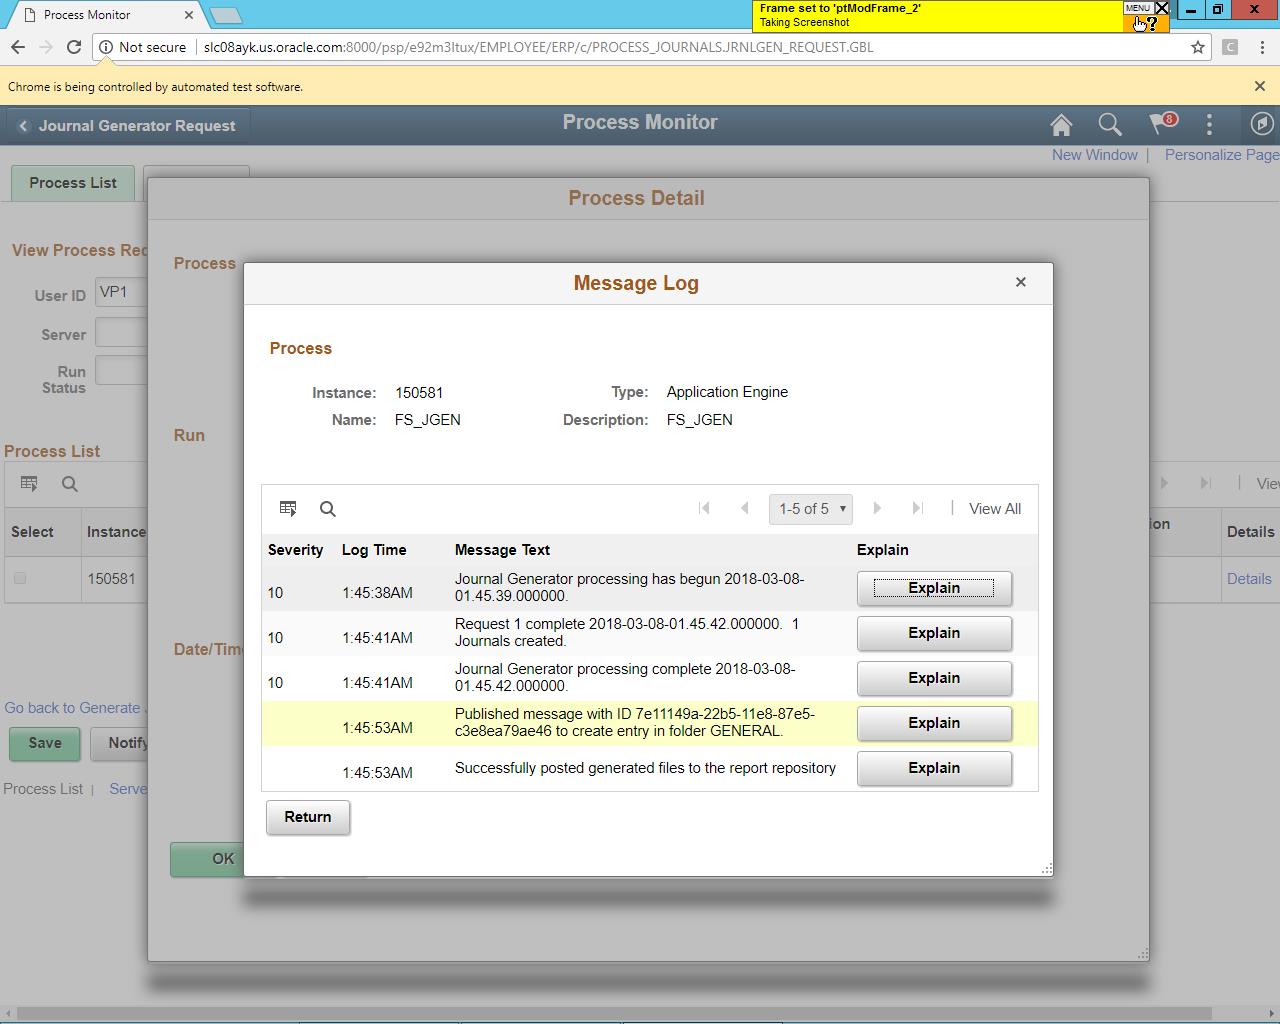 Process Monitor
Frame set to 'ptModFrame_2'
Taking Screenshot
MENU
Not secure | slc08ayk.us.oracle.com:8000/psp/e92m3ltux/EMPLOYEE/ERP/c/PROCESS_JOURNALS.JRNLGEN_REQUEST.GBL
Chrome is being controlled by automated test software.
Journal Generator Request
Process Monitor
8
New Window | Personalize Page
Process List
Process Detail
View Process Req
Process
User ID VP1
Server
Run
Status
Run
Process List
View
Select Instance
ion Details
150581
Details
Date/Tim
Go back to Generate J
Save Notify
Process List | Serve
OK
Message Log
Process
Instance: 150581 Type: Application Engine
Name: FS_JGEN Description: FS_JGEN
1-5 of 5 | View All
Severity Log Time Message Text Explain
10 1:45:38AM Journal Generator processing has begun 2018-03-08-
01.45.39.000000. Explain
10 1:45:41AM Request 1 complete 2018-03-08-01.45.42.000000. 1
Journals created. Explain
10 1:45:41AM Journal Generator processing complete 2018-03-08-
01.45.42.000000. Explain
1:45:53AM Published message with ID 7e11149a-22b5-11e8-87e5-
c3e8ea79ae46 to create entry in folder GENERAL. Explain
1:45:53AM Successfully posted generated files to the report repository Explain
Return